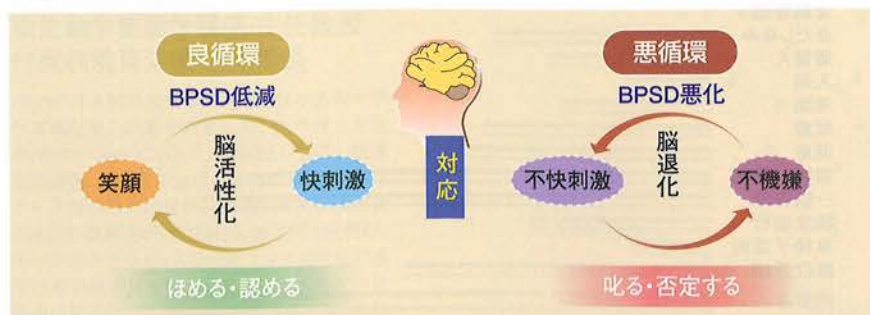 良循環
BPSD低減
笑顔
脳活性化
快刺激
ほめる・認める
対応
悪循環
BPSD悪化
不快刺激
脳退化
不機嫌
叱る・否定する